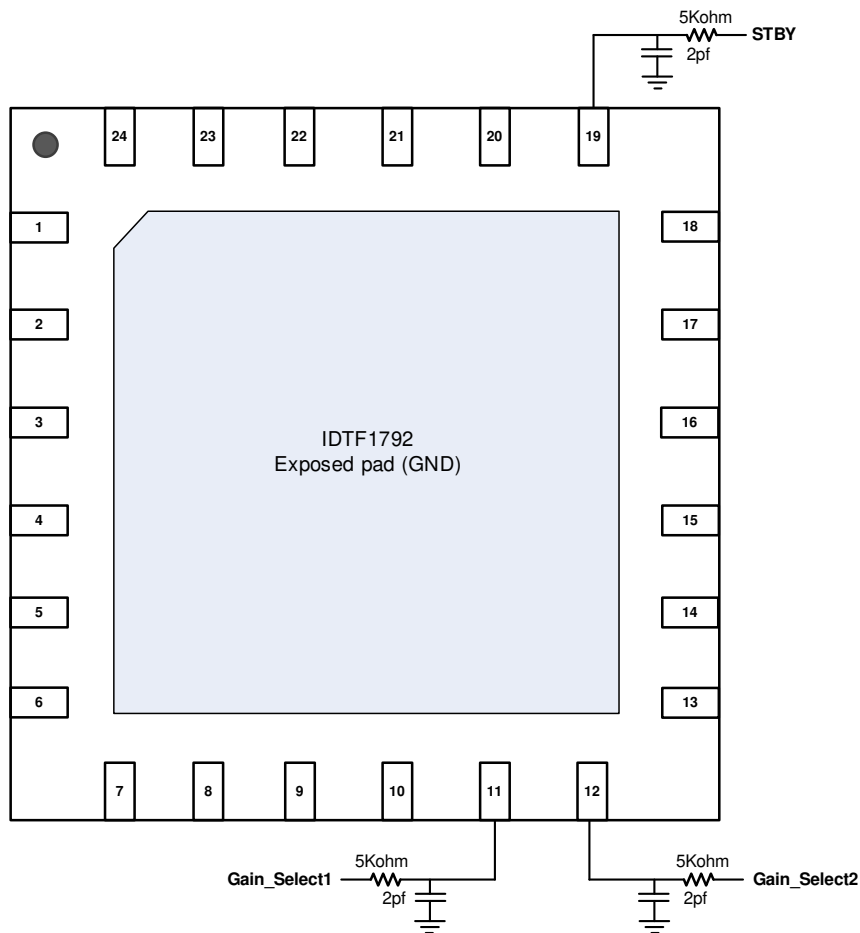 5Kohm
STBY
2pf
24 23 22 21 20 19
1
18
2
17
3
16
IDTF1792
Exposed pad (GND)
4
15
5
14
6
13
7 8 9 10 11 12
5Kohm
5Kohm
Gain_Select1
Gain_Select2
2pf
2pf